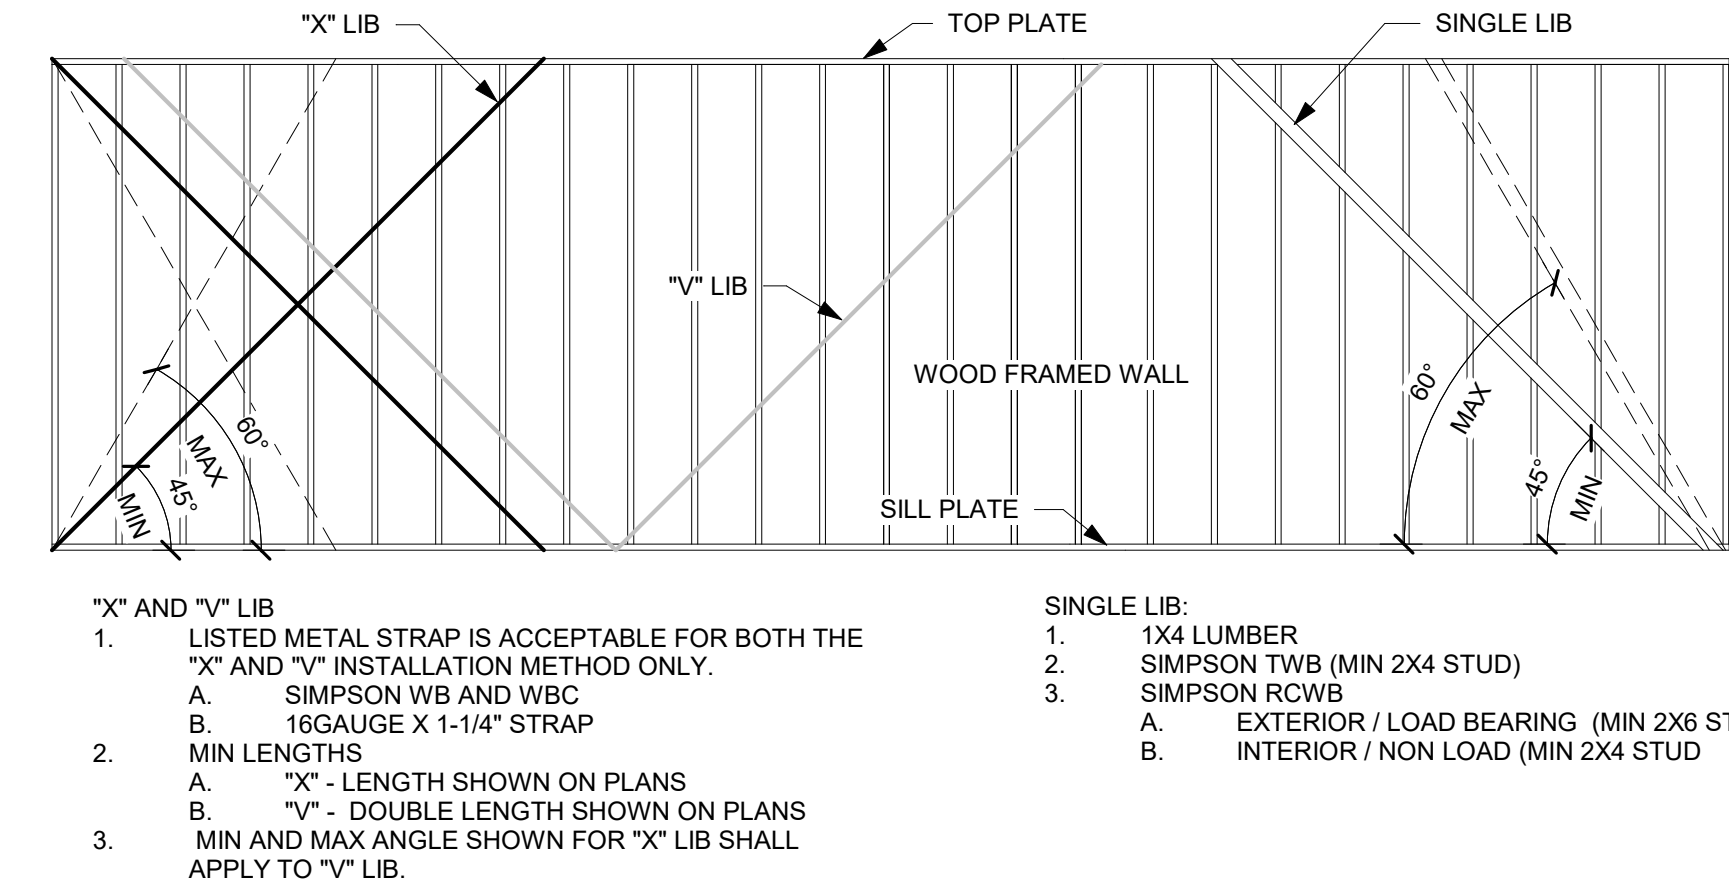 "X" LIB
TOP PLATE
SINGLE LIB
"V" LIB
WOOD FRAMED WALL
SILL PLATE
60°
MAX
45°
MIN
60°
MAX
45°
MIN
"X" AND "V" LIB
1. LISTED METAL STRAP IS ACCEPTABLE FOR BOTH THE
"X" AND "V" INSTALLATION METHOD ONLY.
A. SIMPSON WB AND WBC
B. 16GAUGE X 1-1/4" STRAP
2. MIN LENGTHS
A. "X" - LENGTH SHOWN ON PLANS
B. "V" - DOUBLE LENGTH SHOWN ON PLANS
3. MIN AND MAX ANGLE SHOWN FOR "X" LIB SHALL
APPLY TO "V" LIB.
SINGLE LIB:
1. 1X4 LUMBER
2. SIMPSON TWB (MIN 2X4 STUD)
3. SIMPSON RCWB
A. EXTERIOR / LOAD BEARING (MIN 2X6
B. INTERIOR / NON LOAD (MIN 2X4 STUD